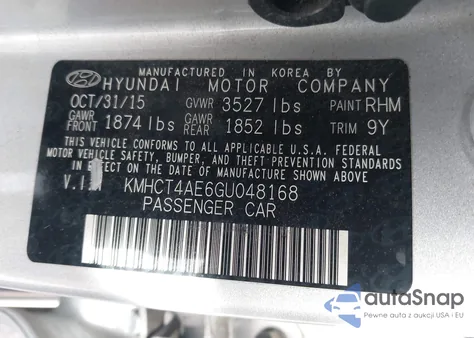 MANUFACTURED IN KOREA BY
HYUNDAI MOTOR COMPANY
OCT/31/15 GVWR 3527 lbs PAINT RHM
GAWR FRONT 1874 lbs GAWR REAR 1852 lbs TRIM 9Y
THIS VEHICLE CONFORMS TO ALL APPLICABLE U.S.A. FEDERAL
MOTOR VEHICLE SAFETY, BUMPER, AND THEFT PREVENTION STANDARDS
IN EFFECT ON THE DATE OF MANUFACTURE SHOWN ABOVE.
V.I.N KMHCT4AE6GU048168
PASSENGER CAR
autoSnap
Pewne auta z aukcji USA i EU